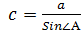 c = a / Sin∠A